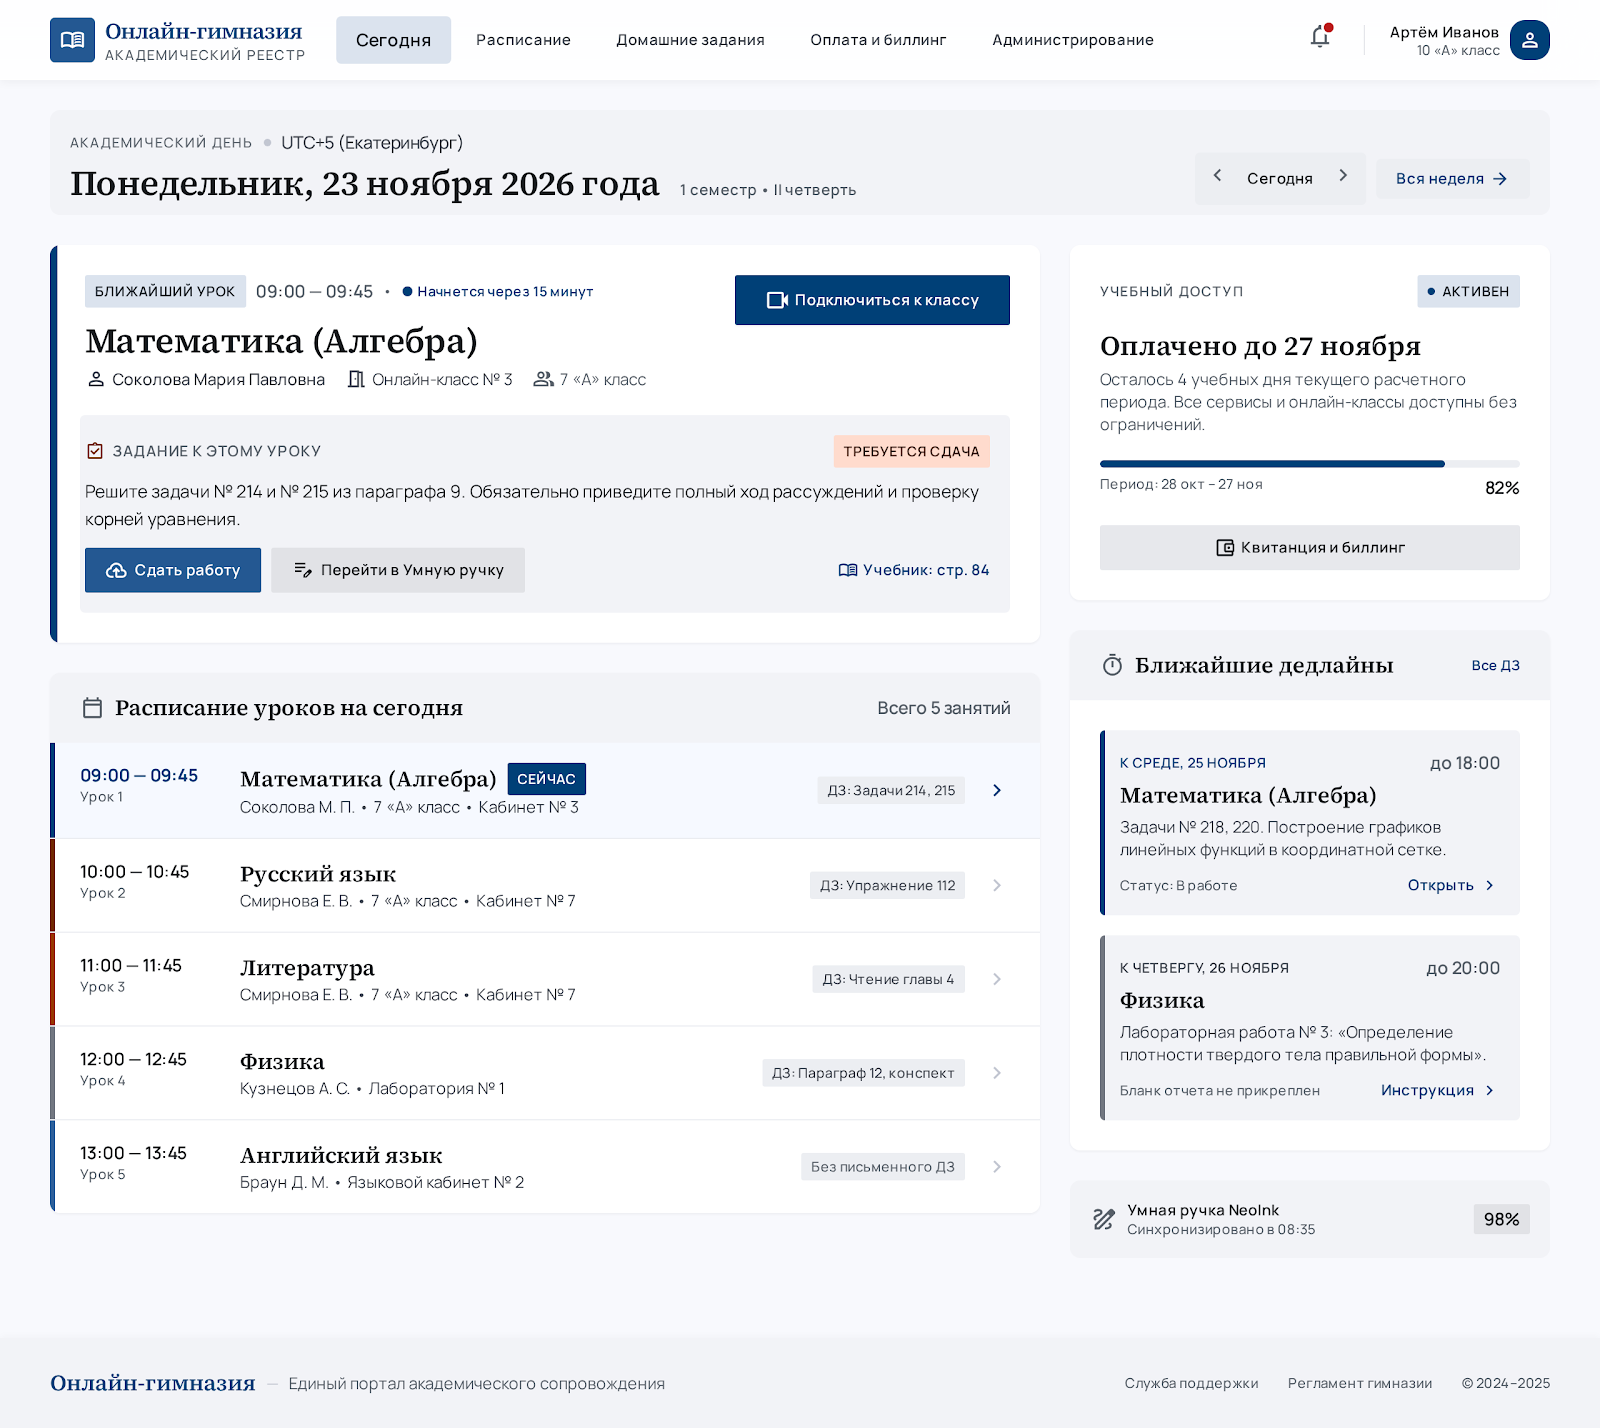 Онлайн-гимназия
АКАДЕМИЧЕСКИЙ РЕЕСТР
Сегодня
Расписание
Домашние задания
Оплата и биллинг
Администрирование
Артём Иванов
10 «А» класс
АКАДЕМИЧЕСКИЙ ДЕНЬ • UTC+5 (Екатеринбург)
Понедельник, 23 ноября 2026 года
1 семестр • II четверть
Сегодня
Вся неделя
БЛИЖАЙШИЙ УРОК
09:00 — 09:45 • Начнется через 15 минут
Подключиться к классу
Математика (Алгебра)
Соколова Мария Павловна
Онлайн-класс № 3
7 «А» класс
ЗАДАНИЕ К ЭТОМУ УРОКУ
ТРЕБУЕТСЯ СДАЧА
Решите задачи № 214 и № 215 из параграфа 9. Обязательно приведите полный ход рассуждений и проверку
корней уравнения.
Сдать работу
Перейти в Умную ручку
Учебник: стр. 84
Расписание уроков на сегодня
Всего 5 занятий
09:00 — 09:45
Урок 1
Математика (Алгебра)
СЕЙЧАС
Соколова М. П. • 7 «А» класс • Кабинет № 3
ДЗ: Задачи 214, 215
10:00 — 10:45
Урок 2
Русский язык
Смирнова Е. В. • 7 «А» класс • Кабинет № 7
ДЗ: Упражнение 112
11:00 — 11:45
Урок 3
Литература
Смирнова Е. В. • 7 «А» класс • Кабинет № 7
ДЗ: Чтение главы 4
12:00 — 12:45
Урок 4
Физика
Кузнецов А. С. • Лаборатория № 1
ДЗ: Параграф 12, конспект
13:00 — 13:45
Урок 5
Английский язык
Браун Д. М. • Языковой кабинет № 2
Без письменного ДЗ
УЧЕБНЫЙ ДОСТУП
АКТИВЕН
Оплачено до 27 ноября
Осталось 4 учебных дня текущего расчетного
периода. Все сервисы и онлайн-классы доступны без
ограничений.
Период: 28 окт – 27 ноя
82%
Квитанция и биллинг
Ближайшие дедлайны
Все ДЗ
К СРЕДЕ, 25 НОЯБРЯ
до 18:00
Математика (Алгебра)
Задачи № 218, 220. Построение графиков
линейных функций в координатной сетке.
Статус: В работе
Открыть
К ЧЕТВЕРГУ, 26 НОЯБРЯ
до 20:00
Физика
Лабораторная работа № 3: «Определение
плотности твердого тела правильной формы».
Бланк отчета не прикреплен
Инструкция
Умная ручка NeoInk
Синхронизировано в 08:35
98%
Онлайн-гимназия — Единый портал академического сопровождения
Служба поддержки
Регламент гимназии
© 2024–2025